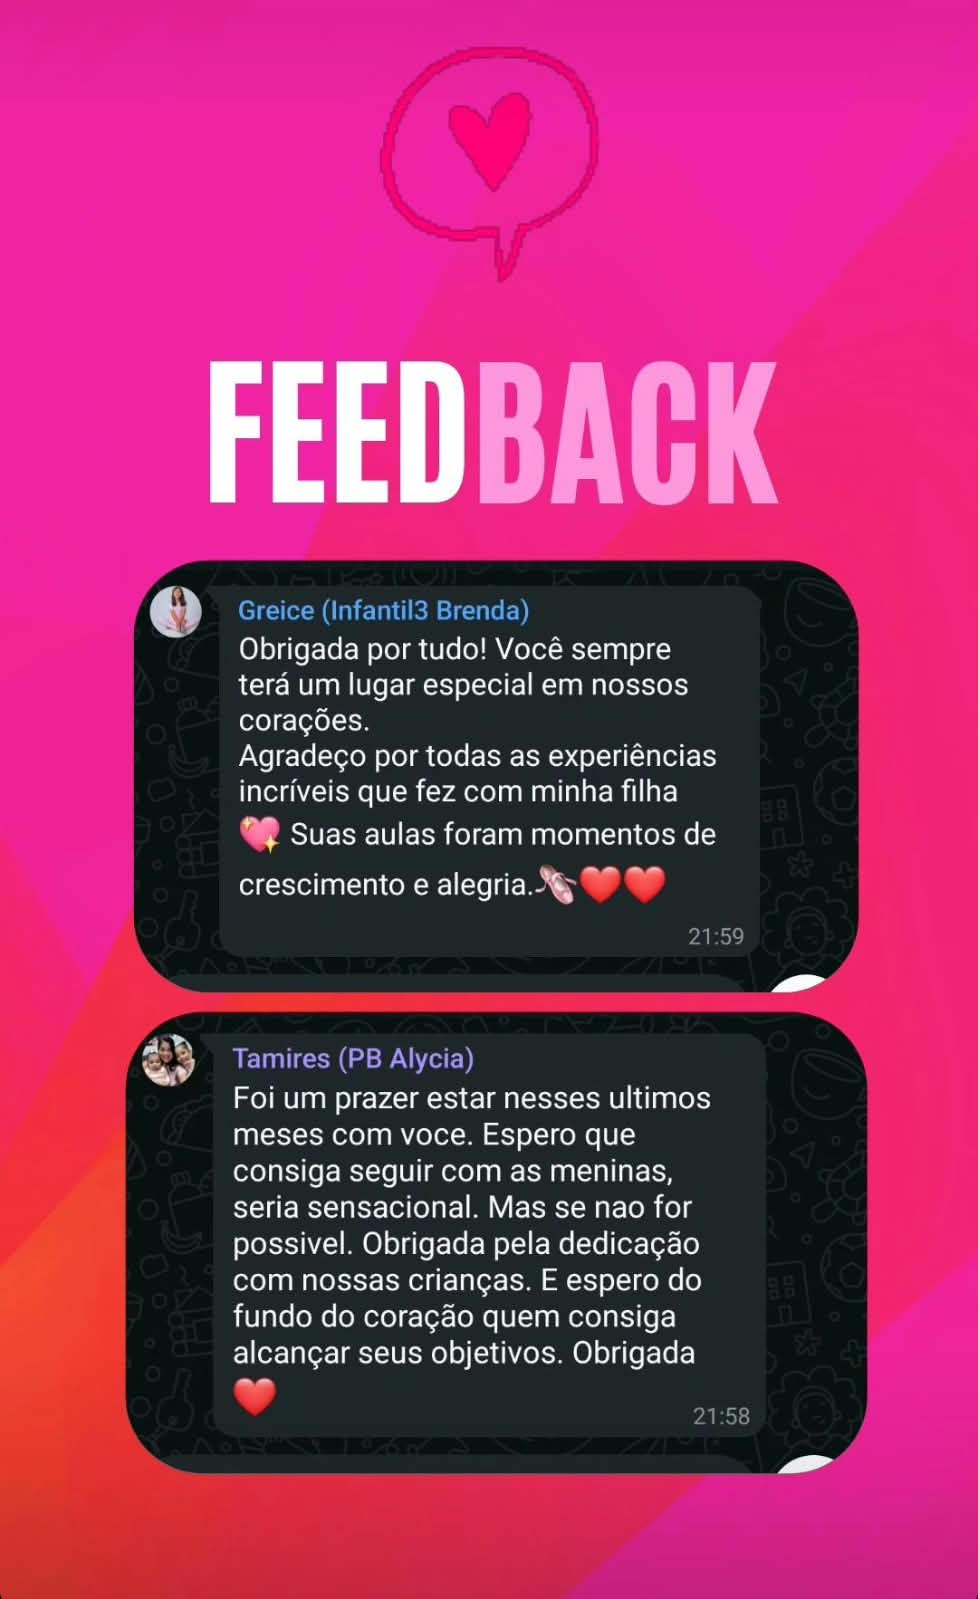 FEEDBACK
Greice (Infantil3 Brenda)
Obrigada por tudo! Você sempre
terá um lugar especial em nossos
corações.
Agradeço por todas as experiências
incríveis que fez com minha filha
💖 Suas aulas foram momentos de
crescimento e alegria.🩰❤️❤️
21:59
Tamires (PB Alycia)
Foi um prazer estar nesses ultimos
meses com voce. Espero que
consiga seguir com as meninas,
seria sensacional. Mas se nao for
possivel. Obrigada pela dedicação
com nossas crianças. E espero do
fundo do coração quem consiga
alcançar seus objetivos. Obrigada
❤️
21:58